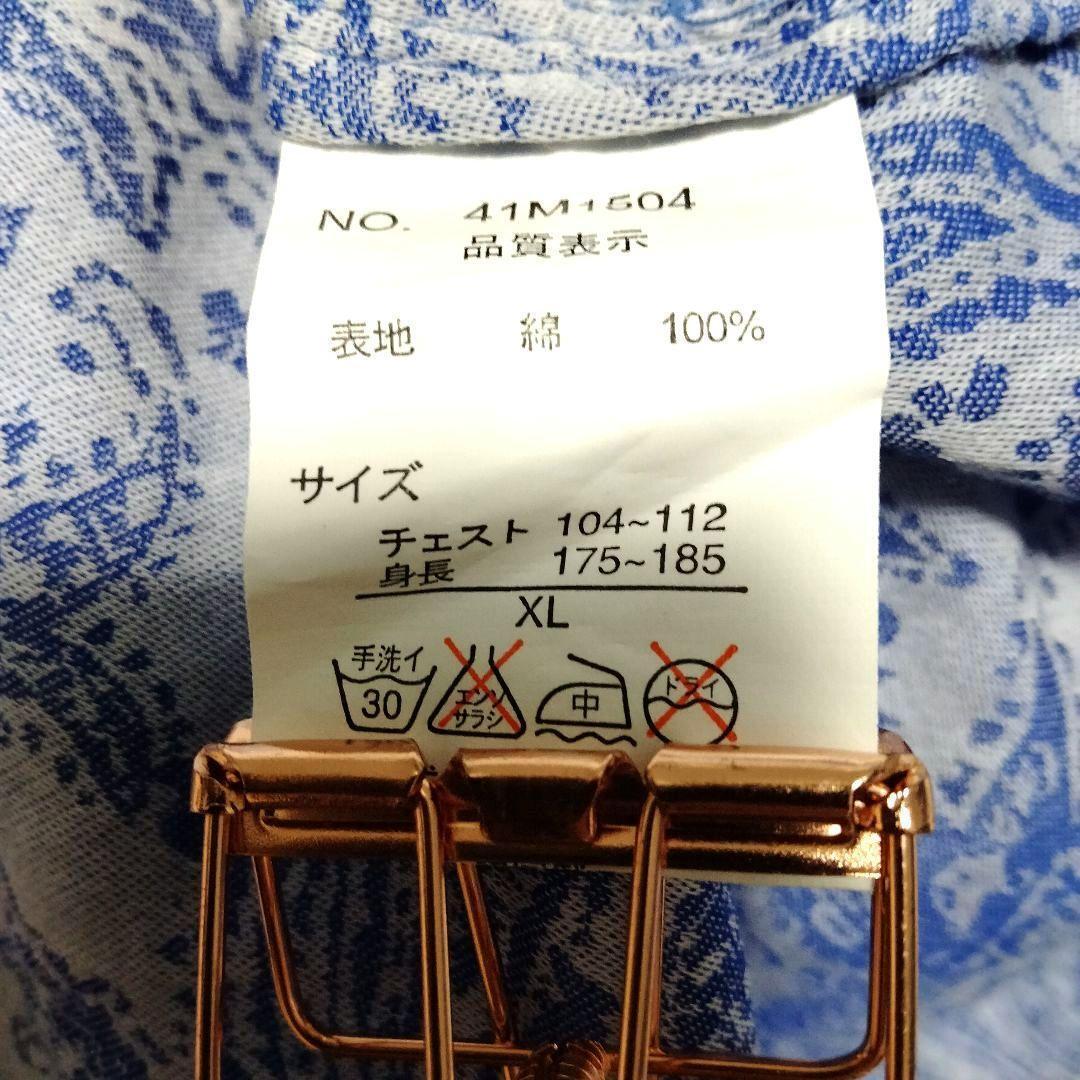 NO. 41M1504
品質表示
表地 綿 100%
サイズ
チェスト 104~112
身長 175~185
XL
手洗イ
30
エンソ
サラシ
中
ドライ